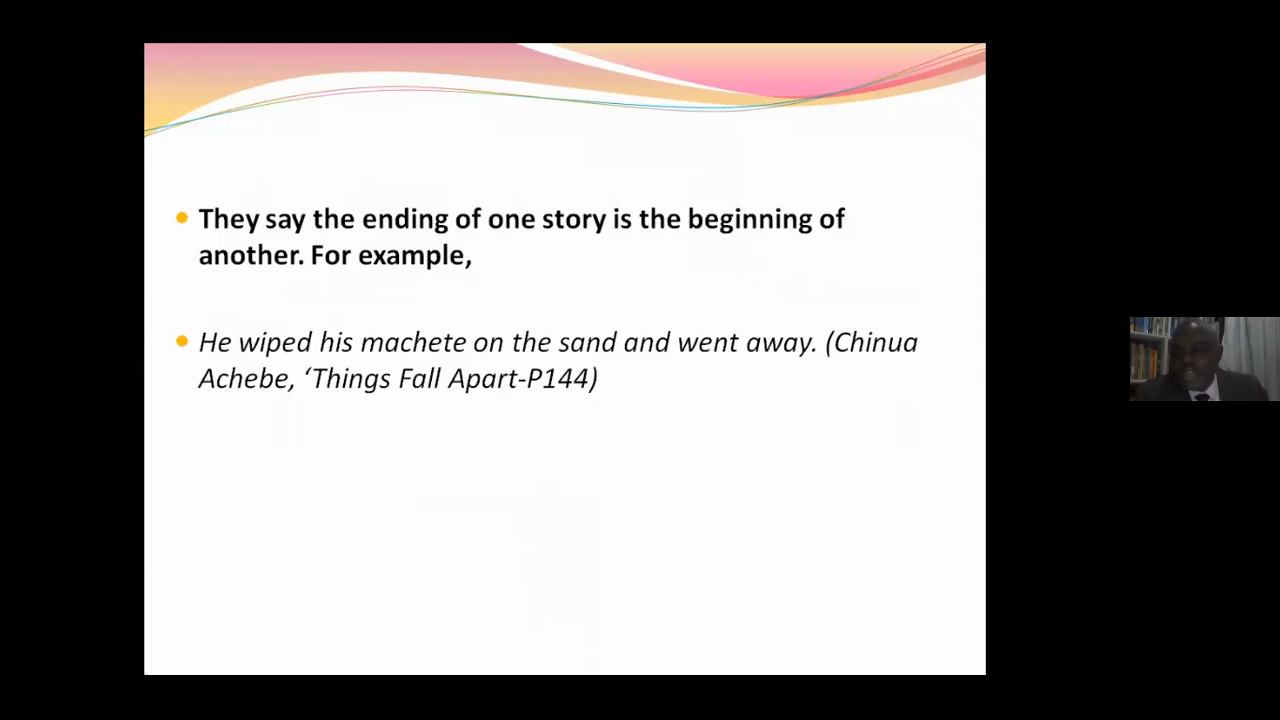 They say the ending of one story is the beginning of
another. For example,
He wiped his machete on the sand and went away. (Chinua
Achebe, ‘Things Fall Apart-P144)